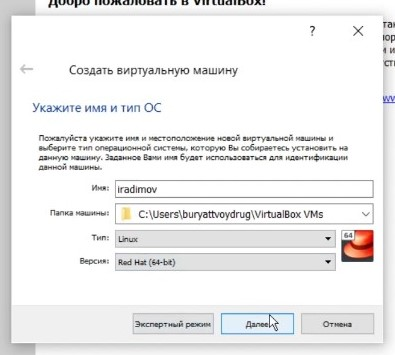 Добро пожаловать в VirtualBox!
?
Создать виртуальную машину
Укажите имя и тип ОС
Пожалуйста укажите имя и местоположение новой виртуальной машины и
выберите тип операционной системы, которую Вы собираетесь установить на
данную машину. Заданное Вами имя будет использоваться для идентификации
данной машины.
Имя: iradimov
Папка машины: C:\Users\buryattvoydrug\VirtualBox VMs
Тип: Linux
64
Версия: Red Hat (64-bit)
Экспертный режим Далее Отмена